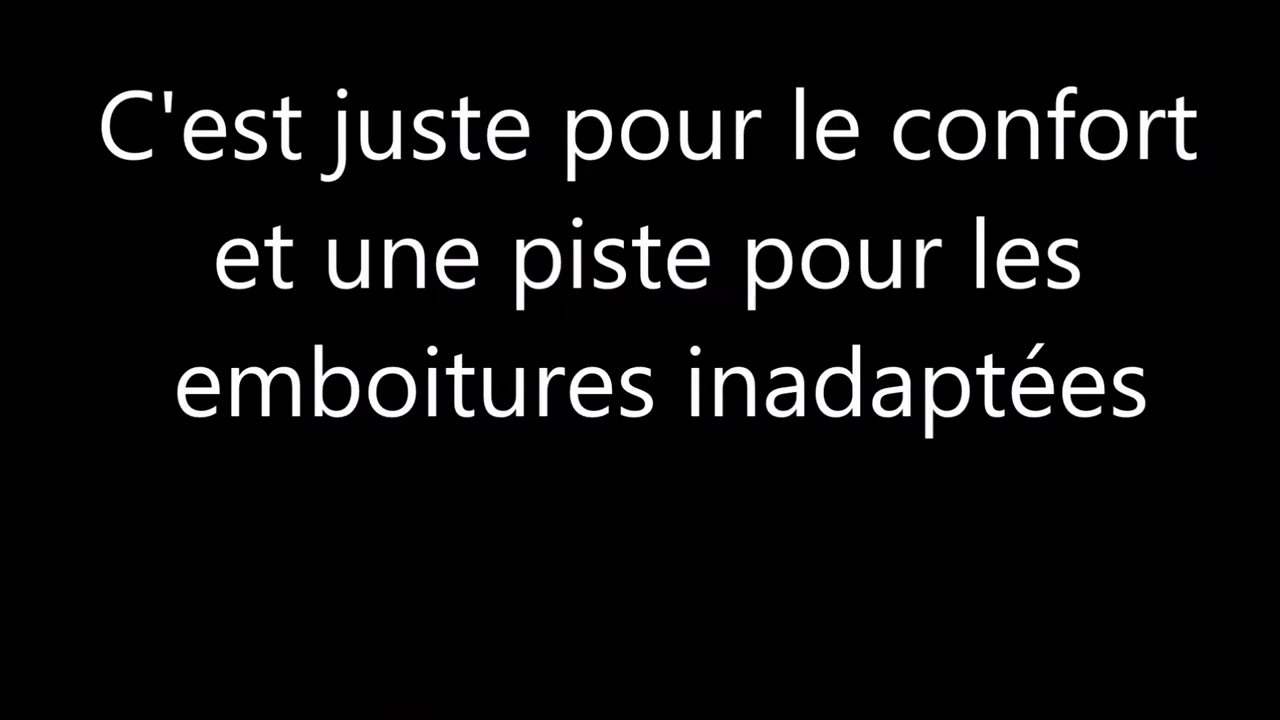 C'est juste pour le confort
et une piste pour les
emboitures inadaptées